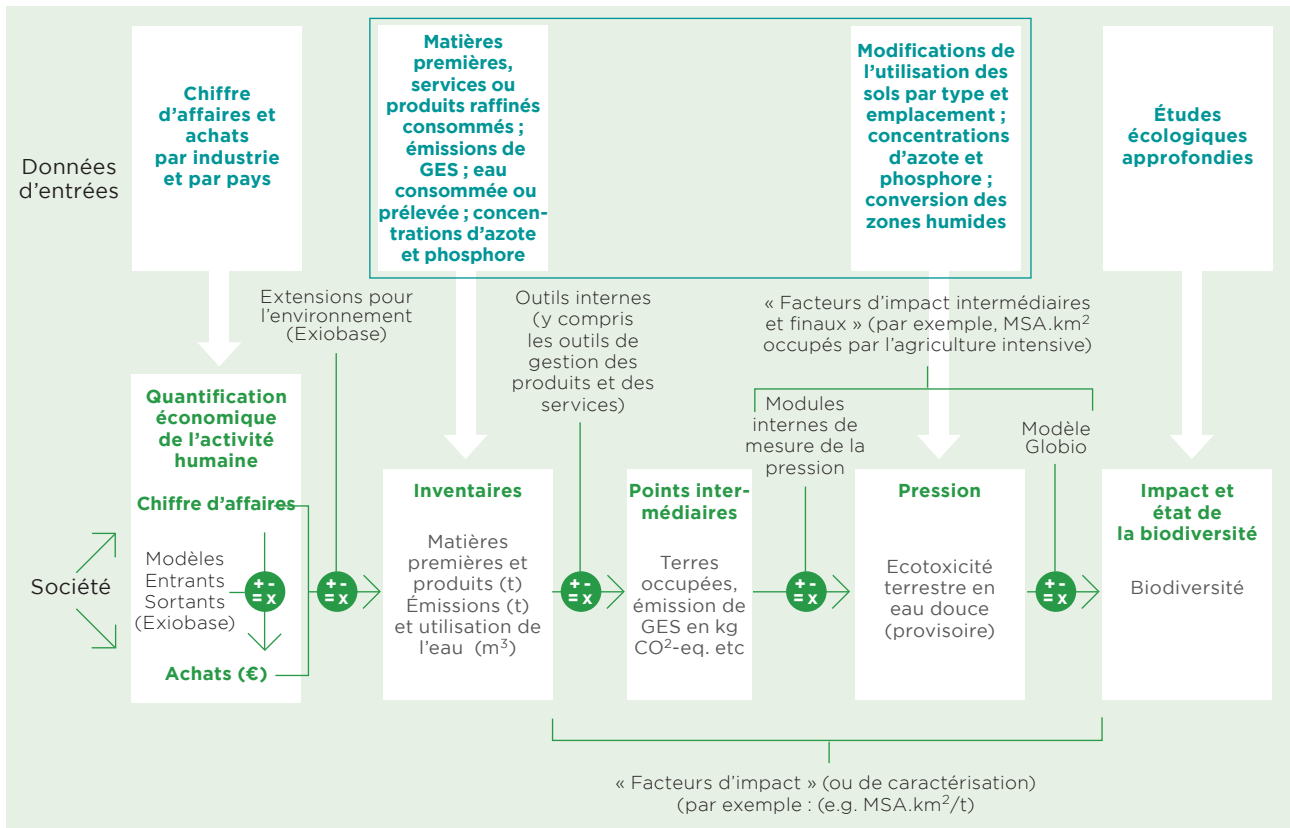 Données
d'entrées
Chiffre
d'affaires et
achats
par industrie
et par pays
Matières
premières,
services ou
produits raffinés
consommés ;
émissions de
GES ; eau
consommée ou
prélevée ; concen-
trations d'azote
et phosphore
Modifications de
l'utilisation des
sols par type et
emplacement ;
concentrations
d'azote et
phosphore ;
conversion des
zones humides
Études
écologiques
approfondies
Extensions pour
l'environnement
(Exiobase)
Outils internes
(y compris
les outils de
gestion des
produits et des
services)
« Facteurs d'impact intermédiaires
et finaux » (par exemple, MSA.km²
occupés par l'agriculture intensive)
Modules
internes de
mesure de la
pression
Modèle
Globio
Société
Quantification
économique
de l'activité
humaine
Chiffre d'affaires
Modèles
Entrants
Sortants
(Exiobase)
+ -
= x
Achats (€)
+ -
= x
Inventaires
Matières
premières et
produits (t)
Émissions (t)
et utilisation de
l'eau (m³)
+ -
= x
Points inter-
médiaires
Terres
occupées,
émission de
GES en kg
CO²-eq. etc
+ -
= x
Pression
Ecotoxicité
terrestre en
eau douce
(provisoire)
+ -
= x
Impact et
état de
la biodiversité
Biodiversité
« Facteurs d'impact » (ou de caractérisation)
(par exemple : (e.g. MSA.km²/t)